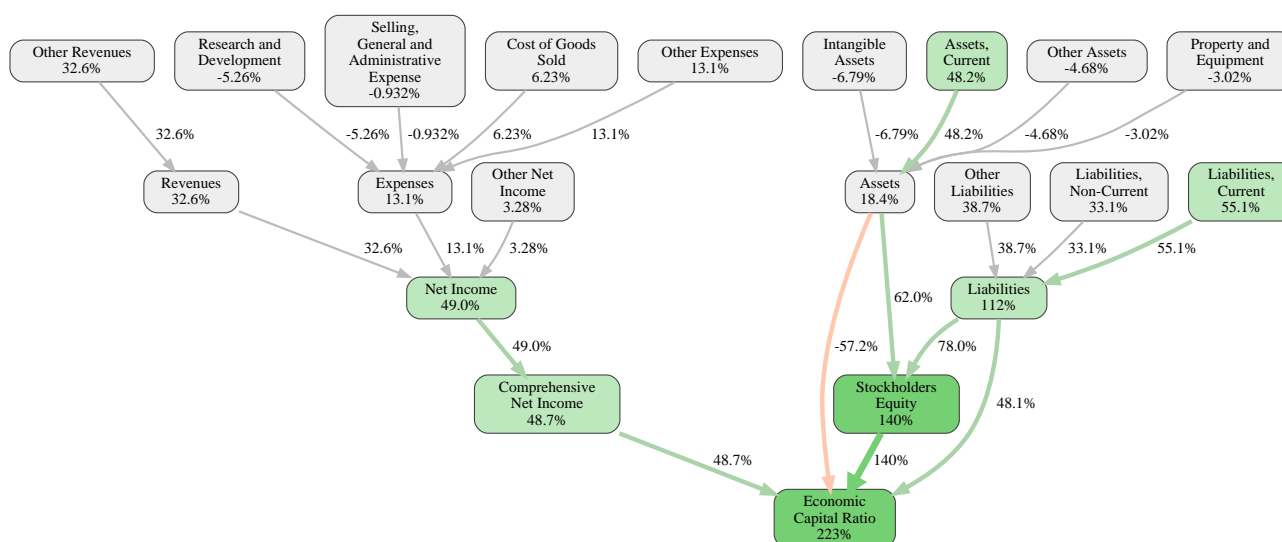 Other Revenues
32.6%
Research and
Development
-5.26%
Selling,
General and
Administrative
Expense
-0.932%
Cost of Goods
Sold
6.23%
Other Expenses
13.1%
Intangible
Assets
-6.79%
Assets,
Current
48.2%
Other Assets
-4.68%
Property and
Equipment
-3.02%
32.6%
-5.26%
-0.932%
6.23%
13.1%
-6.79%
48.2%
-4.68%
-3.02%
Revenues
32.6%
Expenses
13.1%
Other Net
Income
3.28%
Assets
18.4%
Other
Liabilities
38.7%
Liabilities,
Non-Current
33.1%
Liabilities,
Current
55.1%
32.6%
13.1%
3.28%
38.7%
33.1%
55.1%
Net Income
49.0%
62.0%
Liabilities
112%
49.0%
-57.2%
78.0%
Comprehensive
Net Income
48.7%
Stockholders
Equity
140%
48.1%
48.7%
140%
Economic
Capital Ratio
223%